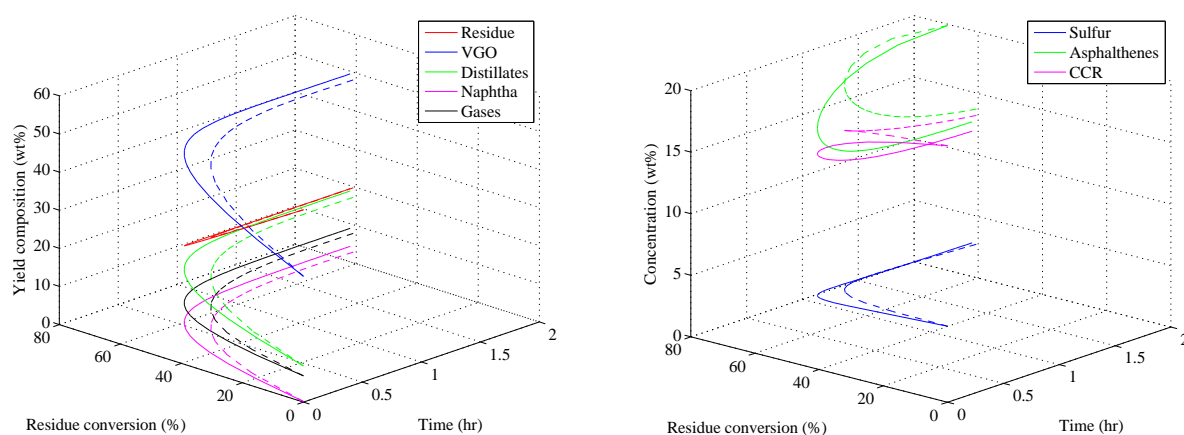 Residue
VGO
Distillates
Naphtha
Gases
Yield composition (wt%)
60
50
40
30
20
10
0
80
60
40
20
0
0
0.5
1
1.5
2
Residue conversion (%)
Time (hr)
Sulfur
Asphalthenes
CCR
Concentration (wt%)
20
15
10
5
0
80
60
40
20
0
0
0.5
1
1.5
2
Residue conversion (%)
Time (hr)